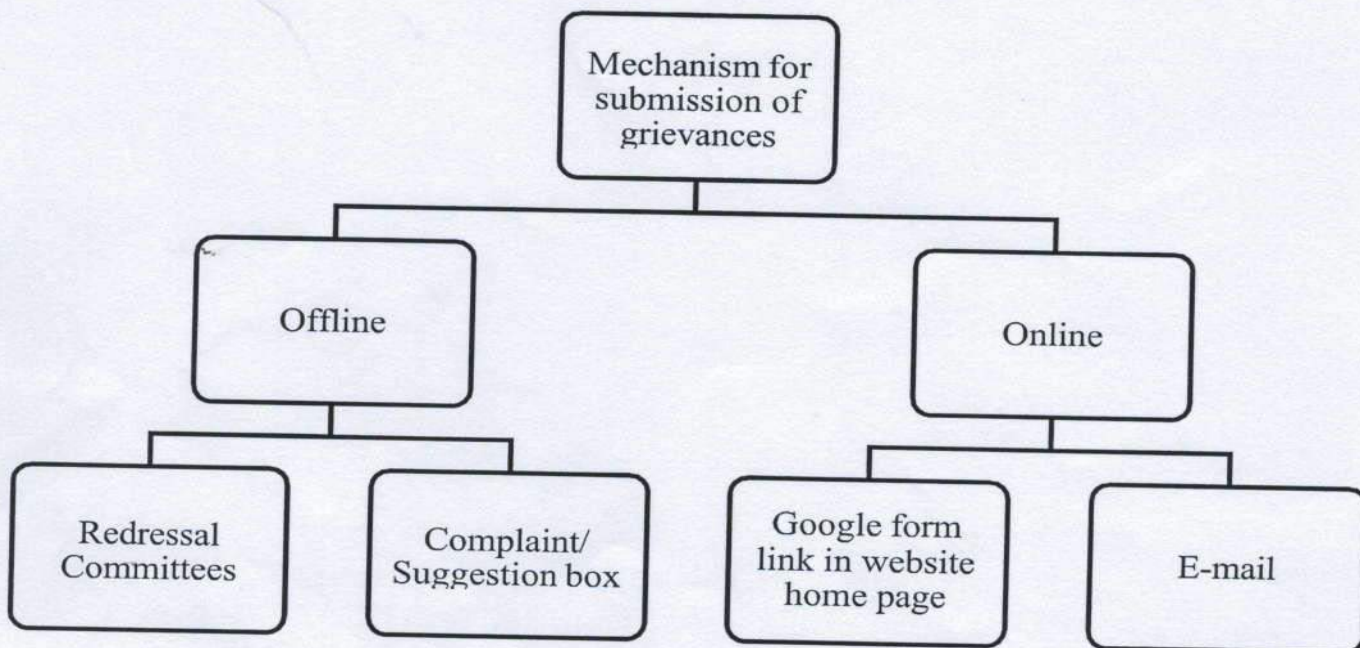 Mechanism for
submission of
grievances
Offline
Online
Redressal
Committees
Complaint/
Suggestion box
Google form
link in website
home page
E-mail